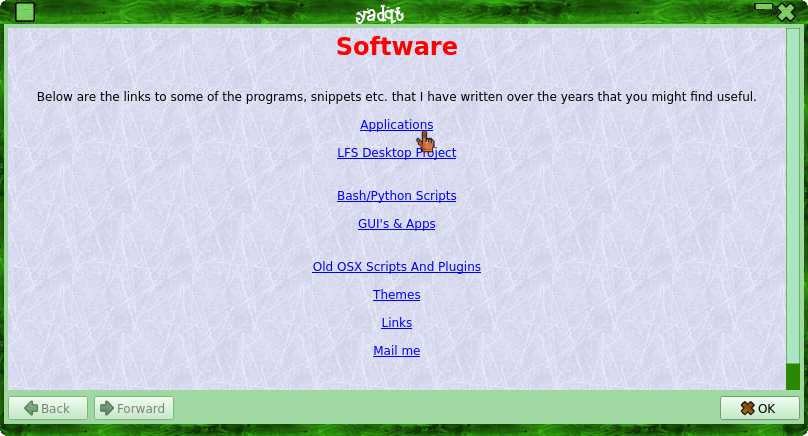 yadqt
Software
Below are the links to some of the programs, snippets etc. that I have written over the years that you might find useful.
Applications
LFS Desktop Project
Bash/Python Scripts
GUI's & Apps
Old OSX Scripts And Plugins
Themes
Links
Mail me
Back
Forward
OK